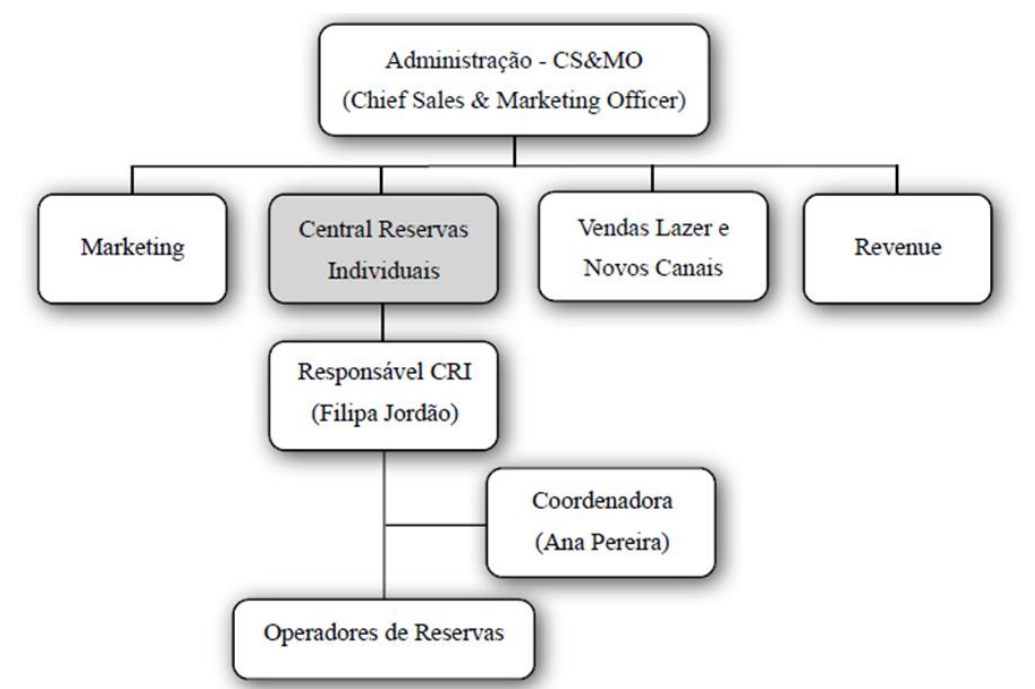 Administração - CS&MO
(Chief Sales & Marketing Officer)
Marketing
Central Reservas
Individuais
Vendas Lazer e
Novos Canais
Revenue
Responsável CRI
(Filipa Jordão)
Coordenadora
(Ana Pereira)
Operadores de Reservas